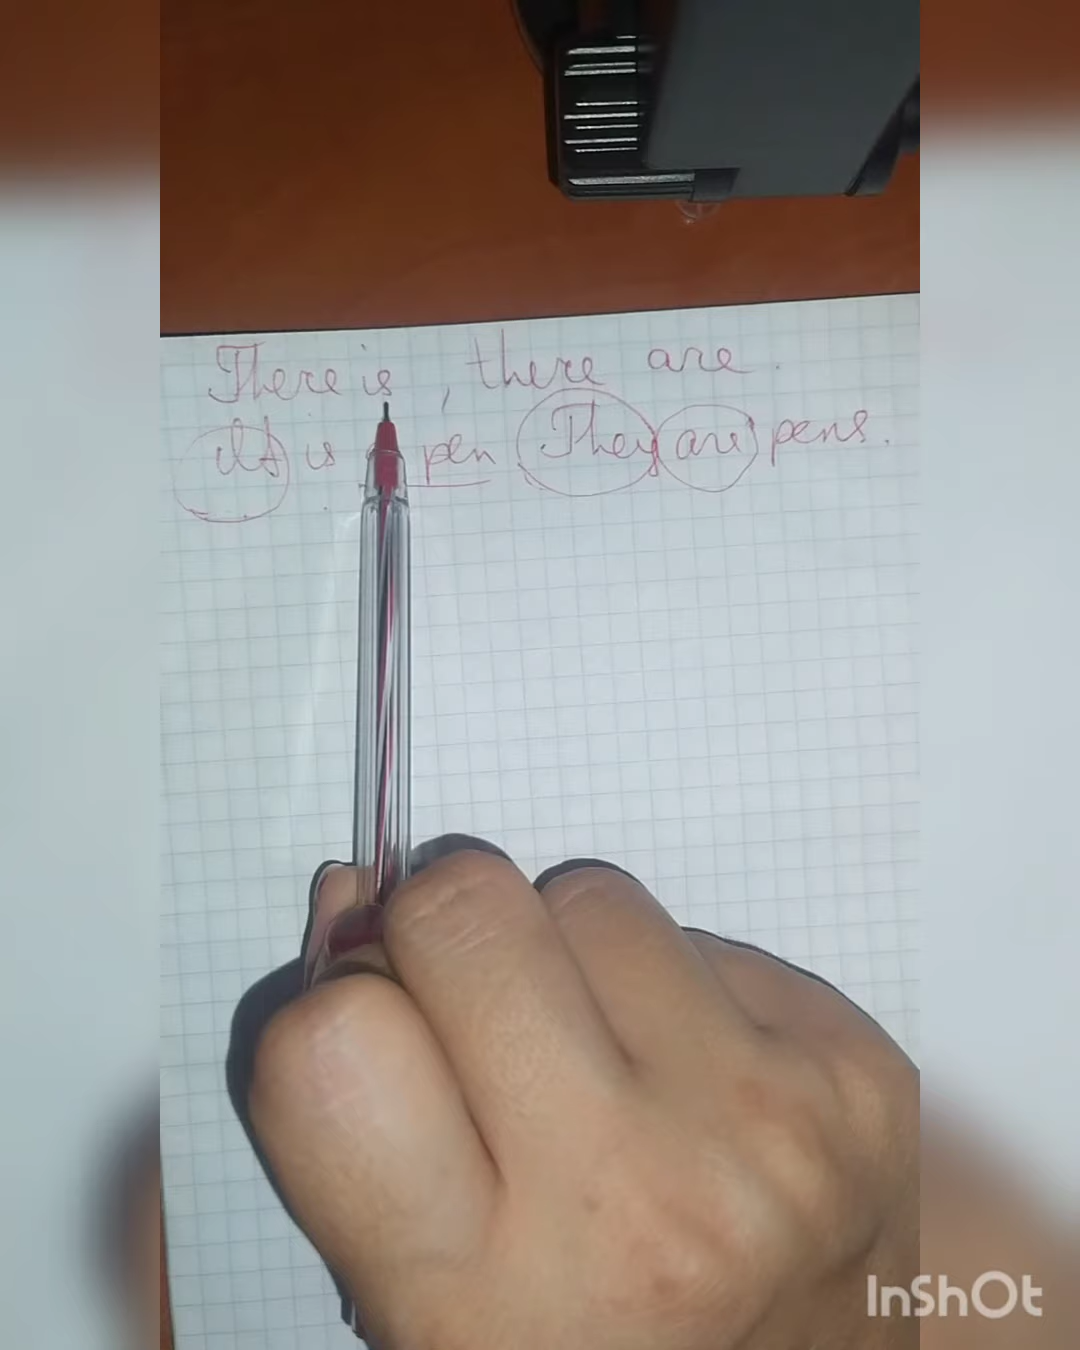 There is, there are.
It is pen They are pens.
InShOt